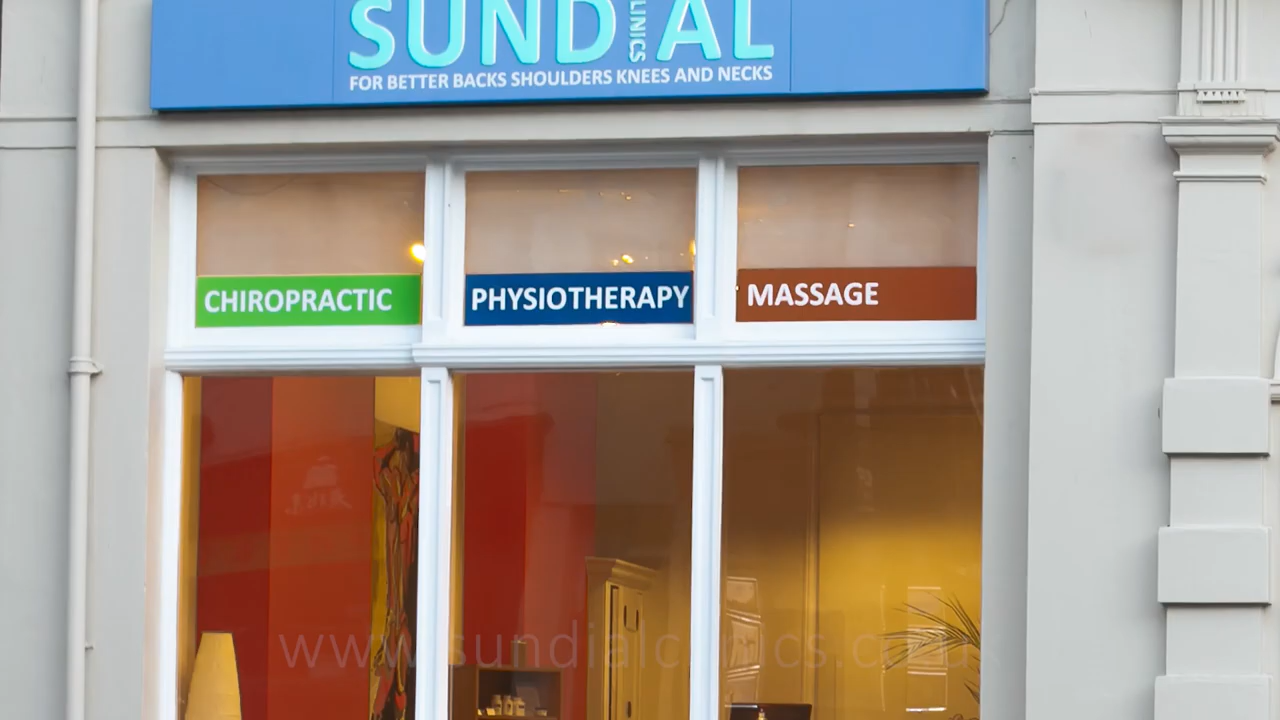 SUNDIAL
CLINICS
FOR BETTER BACKS SHOULDERS KNEES AND NECKS
CHIROPRACTIC
PHYSIOTHERAPY
MASSAGE
www.sundialclinics.co.uk